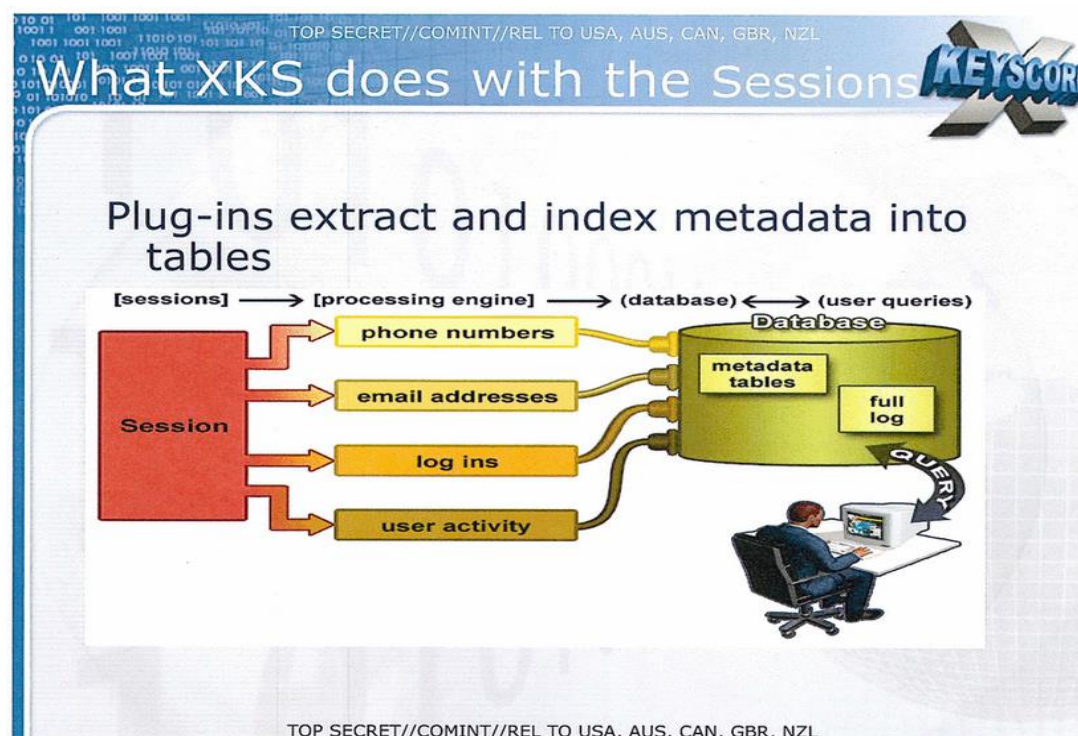 TOP SECRET//COMINT//REL TO USA, AUS, CAN, GBR, NZL
What XKS does with the Sessions
X
KEYSCOR
Plug-ins extract and index metadata into
tables
[sessions] → [processing engine] → (database) ↔ (user queries)
Database
phone numbers
metadata
tables
email addresses
full
log
Session
log ins
QUERY
user activity
TOP SECRET//COMINT//REL TO USA, AUS, CAN, GBR, NZL